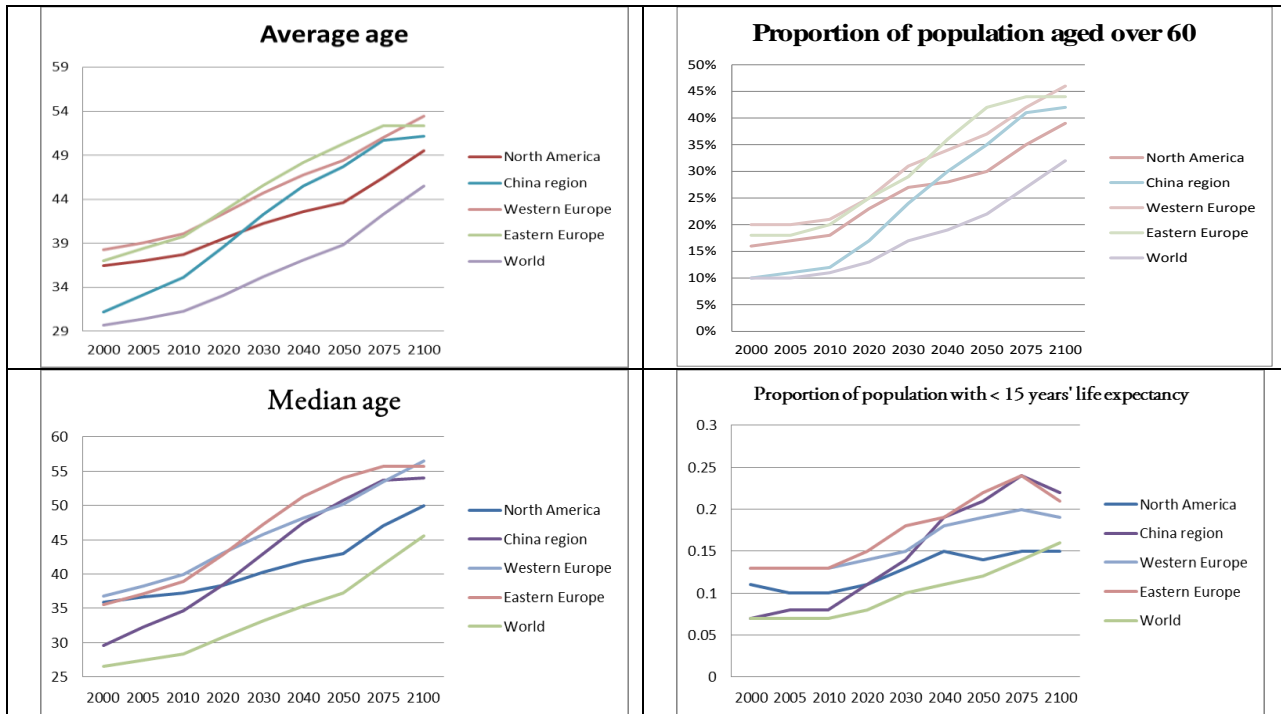 Average age
59
54
49
44
39
34
29
2000 2005 2010 2020 2030 2040 2050 2075 2100
North America
China region
Western Europe
Eastern Europe
World
Proportion of population aged over 60
50%
45%
40%
35%
30%
25%
20%
15%
10%
5%
0%
2000 2005 2010 2020 2030 2040 2050 2075 2100
North America
China region
Western Europe
Eastern Europe
World
Median age
60
55
50
45
40
35
30
25
2000 2005 2010 2020 2030 2040 2050 2075 2100
North America
China region
Western Europe
Eastern Europe
World
Proportion of population with < 15 years' life expectancy
0.3
0.25
0.2
0.15
0.1
0.05
0
2000 2005 2010 2020 2030 2040 2050 2075 2100
North America
China region
Western Europe
Eastern Europe
World